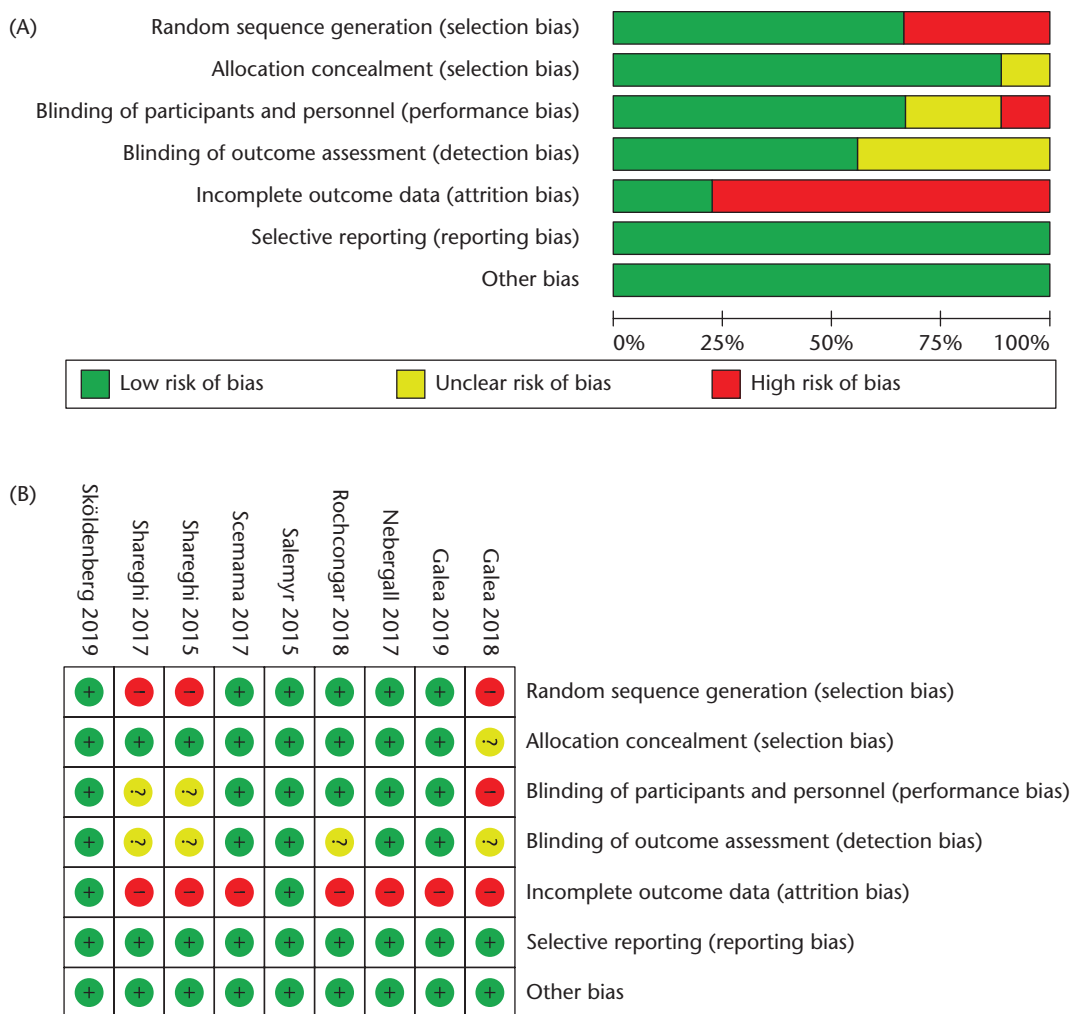 (A)
Random sequence generation (selection bias)
Allocation concealment (selection bias)
Blinding of participants and personnel (performance bias)
Blinding of outcome assessment (detection bias)
Incomplete outcome data (attrition bias)
Selective reporting (reporting bias)
Other bias
0% 25% 50% 75% 100%
Low risk of bias Unclear risk of bias High risk of bias
(B)
Sköldenberg 2019
Shareghi 2017
Shareghi 2015
Scemama 2017
Salemyr 2015
Rochcongar 2018
Nebergall 2017
Galea 2019
Galea 2018
+ ! ! + + + + + ! Random sequence generation (selection bias)
+ + + + + + + + ? Allocation concealment (selection bias)
+ ? ? + + + + + ! Blinding of participants and personnel (performance bias)
+ ? ? + + ? + + ? Blinding of outcome assessment (detection bias)
+ ! ! ! + ! ! ! ! Incomplete outcome data (attrition bias)
+ + + + + + + + + Selective reporting (reporting bias)
+ + + + + + + + + Other bias